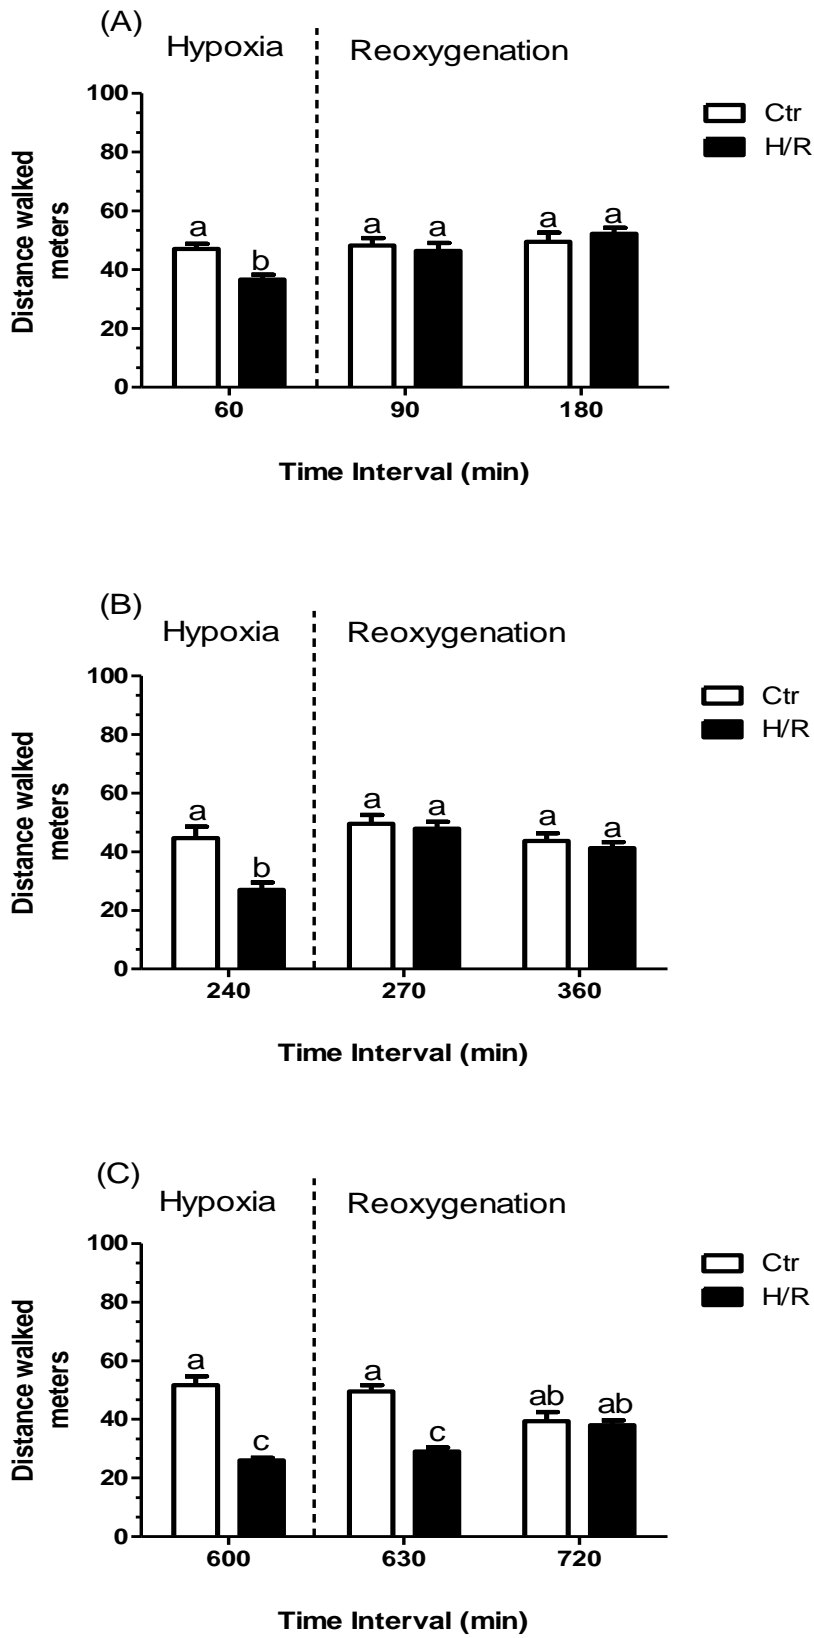 (A)
Hypoxia Reoxygenation
100
80
60
40
20
0
Distance walked
meters
a b a a a a
60 90 180
Time Interval (min)
Ctr
H/R
(B)
Hypoxia Reoxygenation
100
80
60
40
20
0
Distance walked
meters
a b a a a a
240 270 360
Time Interval (min)
Ctr
H/R
(C)
Hypoxia Reoxygenation
100
80
60
40
20
0
Distance walked
meters
a c a c ab ab
600 630 720
Time Interval (min)
Ctr
H/R